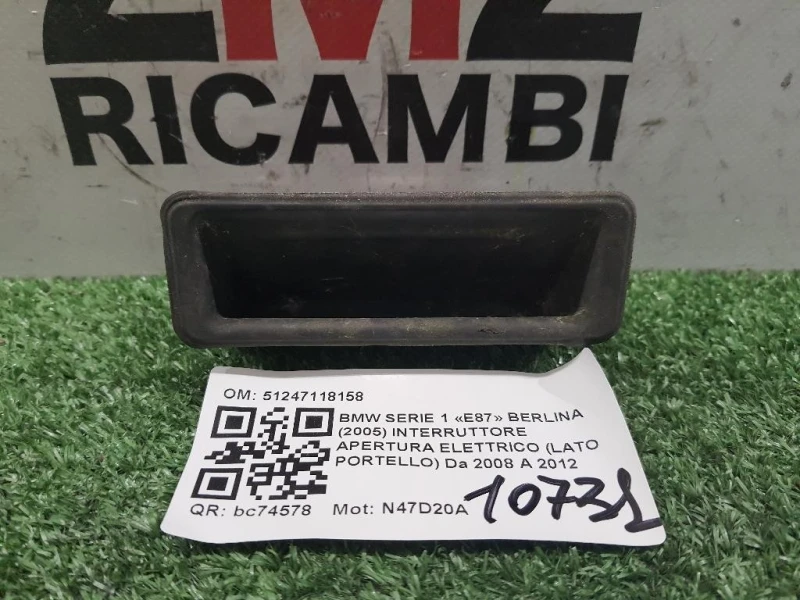 2M2
RICAMBI
OM: 51247118158
BMW SERIE 1 «E87» BERLINA
(2005) INTERRUTTORE
APERTURA ELETTRICO (LATO
PORTELLO) Da 2008 A 2012
QR: bc74578 Mot: N47D20A